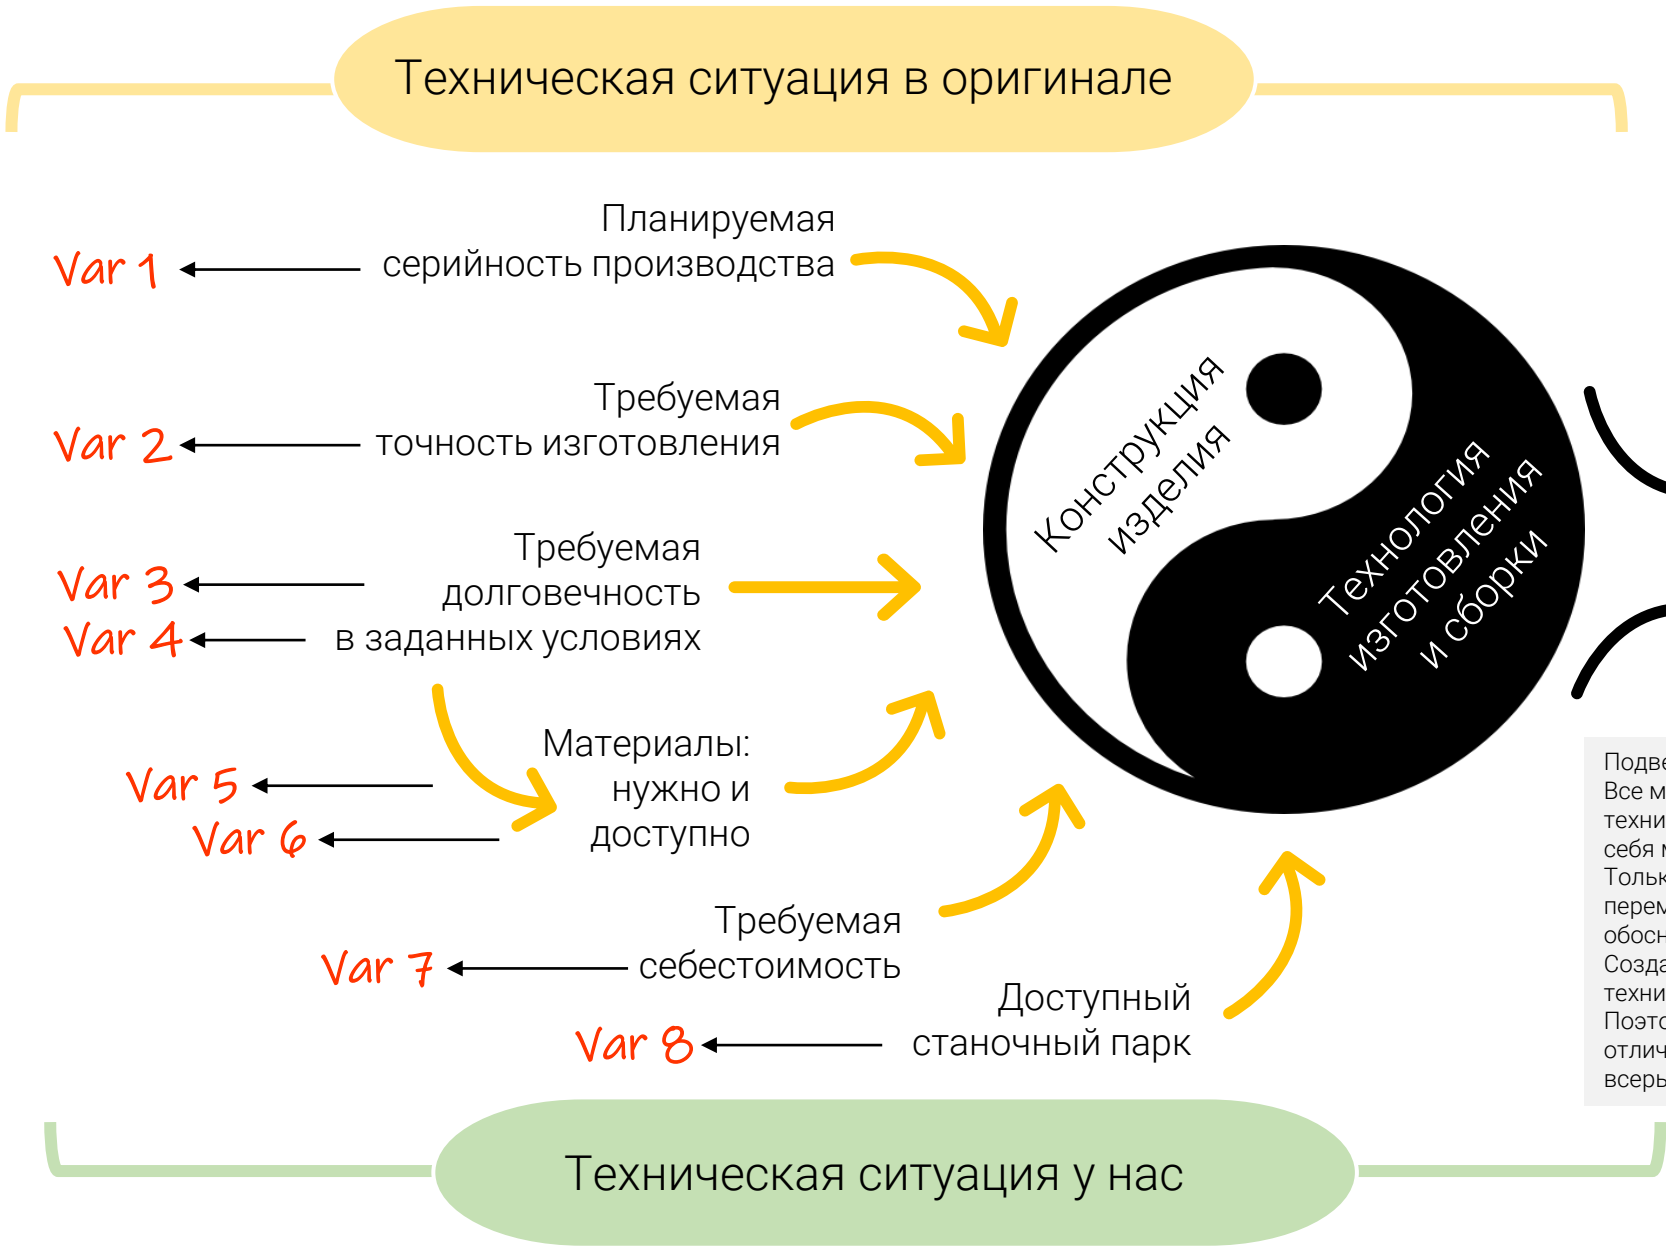 Техническая ситуация в оригинале
Планируемая
серийность производства
Var 1
Требуемая
точность изготовления
Var 2
Требуемая
долговечность
в заданных условиях
Var 3
Var 4
Материалы:
нужно и
доступно
Var 5
Var 6
Требуемая
себестоимость
Var 7
Доступный
станочный парк
Var 8
Конструкция
изделия
Технология
изготовления
и сборки
Все
себя
Техническая ситуация у нас